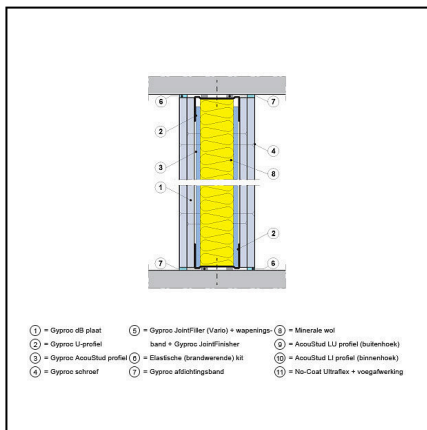 6
7
2
4
3
8
1
2
7
6
1 = Gyproc dB plaat
2 = Gyproc U-profiel
3 = Gyproc AcouStud profiel
4 = Gyproc schroef
5 = Gyproc JointFiller (Vario) + wapenings-
band + Gyproc JointFinisher
6 = Elastische (brandwerende) kit
7 = Gyproc afdichtingsband
8 = Minerale wol
9 = AcouStud LU profiel (buitenhoek)
10 = AcouStud LI profiel (binnenhoek)
11 = No-Coat Ultraflex + voegafwerking